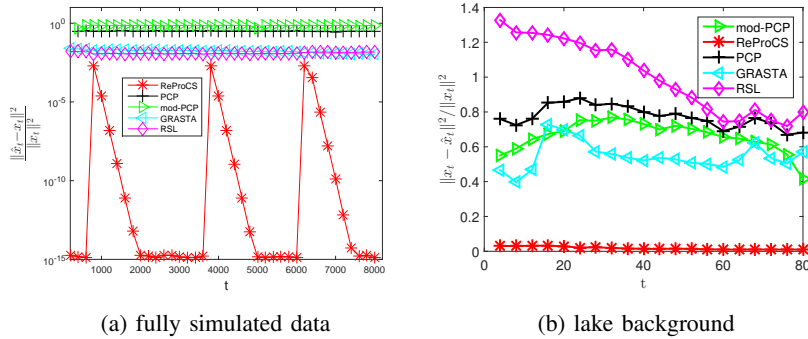 10^0
10^-5
10^-10
10^-15
‖x̂_t−x_t‖^2
‖x_t‖^2
ReProCS
PCP
mod-PCP
GRASTA
RSL
1000 2000 3000 4000 5000 6000 7000 8000
t
(a) fully simulated data
1.4
1.2
1
0.8
0.6
0.4
0.2
0
‖x_t − x̂_t‖^2/‖x_t‖^2
mod-PCP
ReProCS
PCP
GRASTA
RSL
0 20 40 60 80
t
(b) lake background